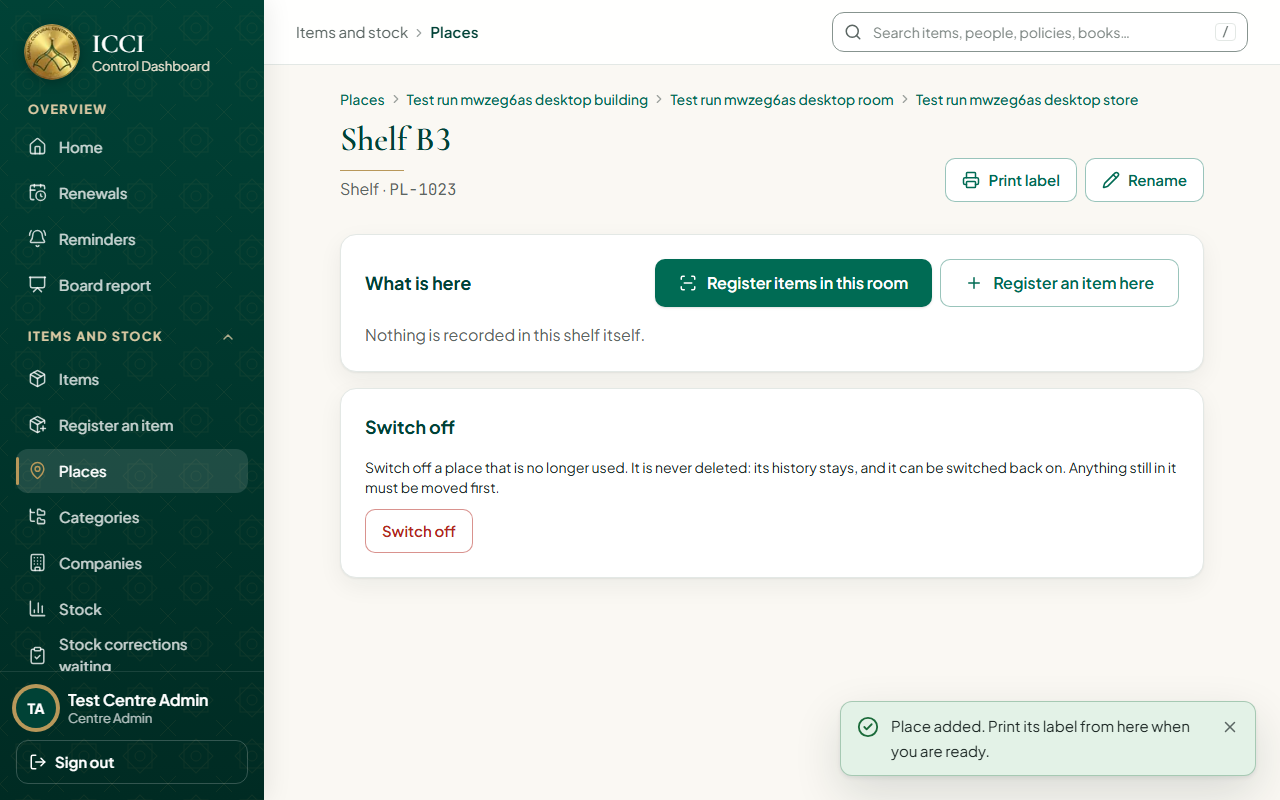 ICCI
Control Dashboard
OVERVIEW
Home
Renewals
Reminders
Board report
ITEMS AND STOCK
Items
Register an item
Places
Categories
Companies
Stock
Stock corrections
waiting
TA
Test Centre Admin
Centre Admin
Sign out
Items and stock > Places
Search items, people, policies, books… /
Places > Test run mwzeg6as desktop building > Test run mwzeg6as desktop room > Test run mwzeg6as desktop store
Shelf B3
Shelf · PL-1023
Print label
Rename
What is here
Register items in this room
Register an item here
Nothing is recorded in this shelf itself.
Switch off
Switch off a place that is no longer used. It is never deleted: its history stays, and it can be switched back on. Anything still in it
must be moved first.
Switch off
Place added. Print its label from here when
you are ready.